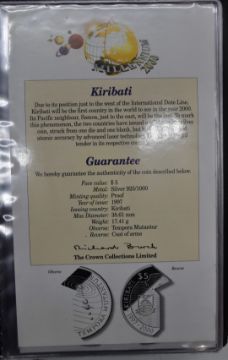 MILLENNIUM
2000
Kiribati
Due to its position just to the west of the International Date Line,
Kiribati will be the first country in the world to see in the year 2000.
Its Pacific neighbour, Samoa, just to the east, will be the last. To mark
this phenomenon, the two countries have issued
coin, struck from one die and one blank, but
utmost accuracy by advanced laser
tender in its respective
Guarantee
We hereby guarantee the authenticity of the coin described below.
Face value: $ 5
Metal: Silver 925/1000
Minting quality: Proof
Year of issue: 1997
Issuing country: Kiribati
Max Diameter: 38.61 mm
Weight: 17.41 g
Obverse: Tempora Mutantur
Reverse: Coat of arms
The Crown Collections Limited
Obverse
Reverse
$5